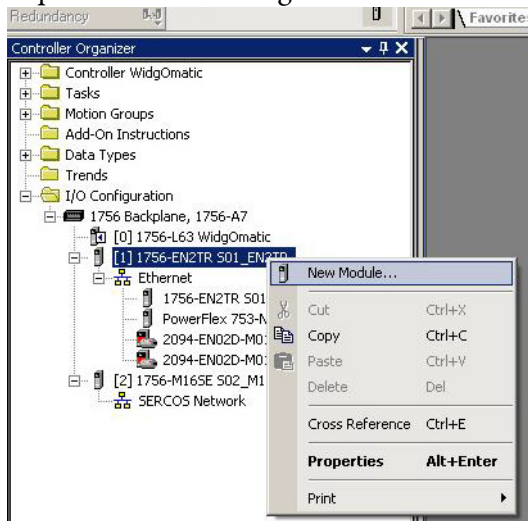 Redundancy
Favorite
Controller Organizer
Controller WidgOmatic
Tasks
Motion Groups
Add-On Instructions
Data Types
Trends
I/O Configuration
1756 Backplane, 1756-A7
[0] 1756-L63 WidgOmatic
[1] 1756-EN2TR S01_EN2TR
Ethernet
1756-EN2TR S01
PowerFlex 753-N
2094-EN02D-M01
2094-EN02D-M01
[2] 1756-M16SE S02_M1
SERCOS Network
New Module...
Cut Ctrl+X
Copy Ctrl+C
Paste Ctrl+V
Delete Del
Cross Reference Ctrl+E
Properties Alt+Enter
Print